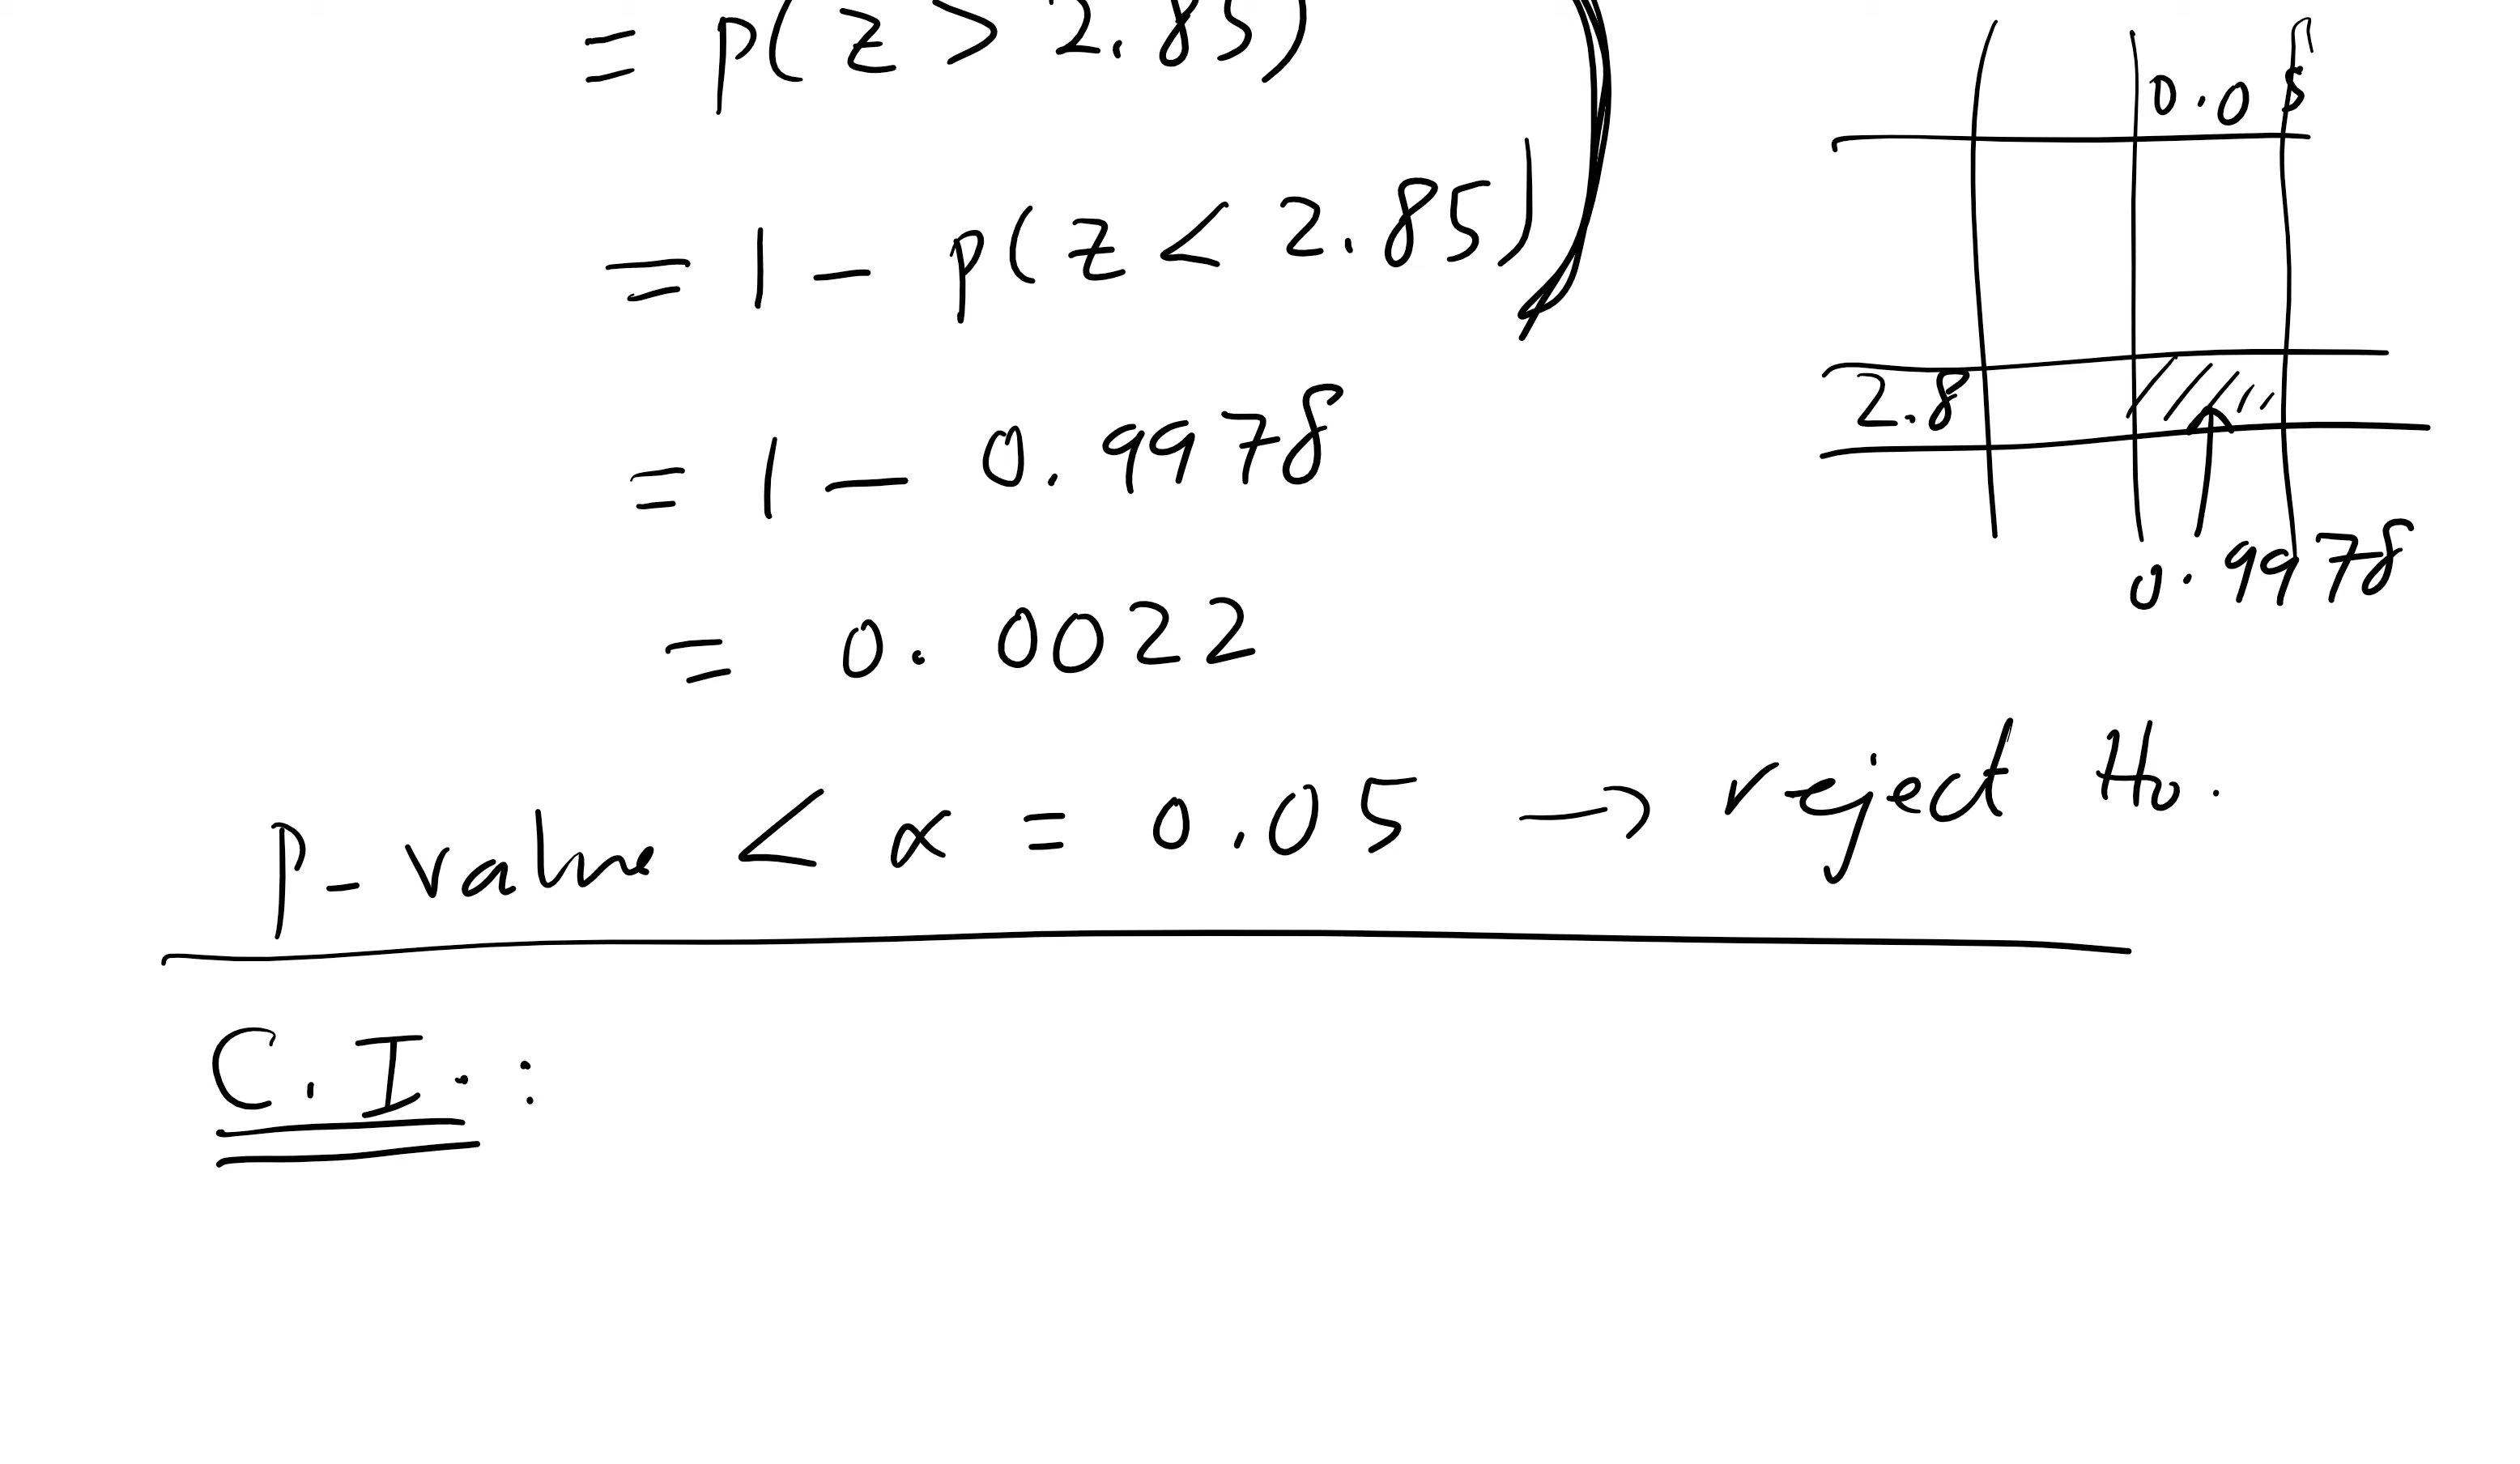 = p( z > 2.85)
= 1 - p( z < 2.85)
= 1 - 0.9978
= 0.0022
0.05
2.8
0.9978
p-value < α = 0.05 → reject H₀.
C.I. :